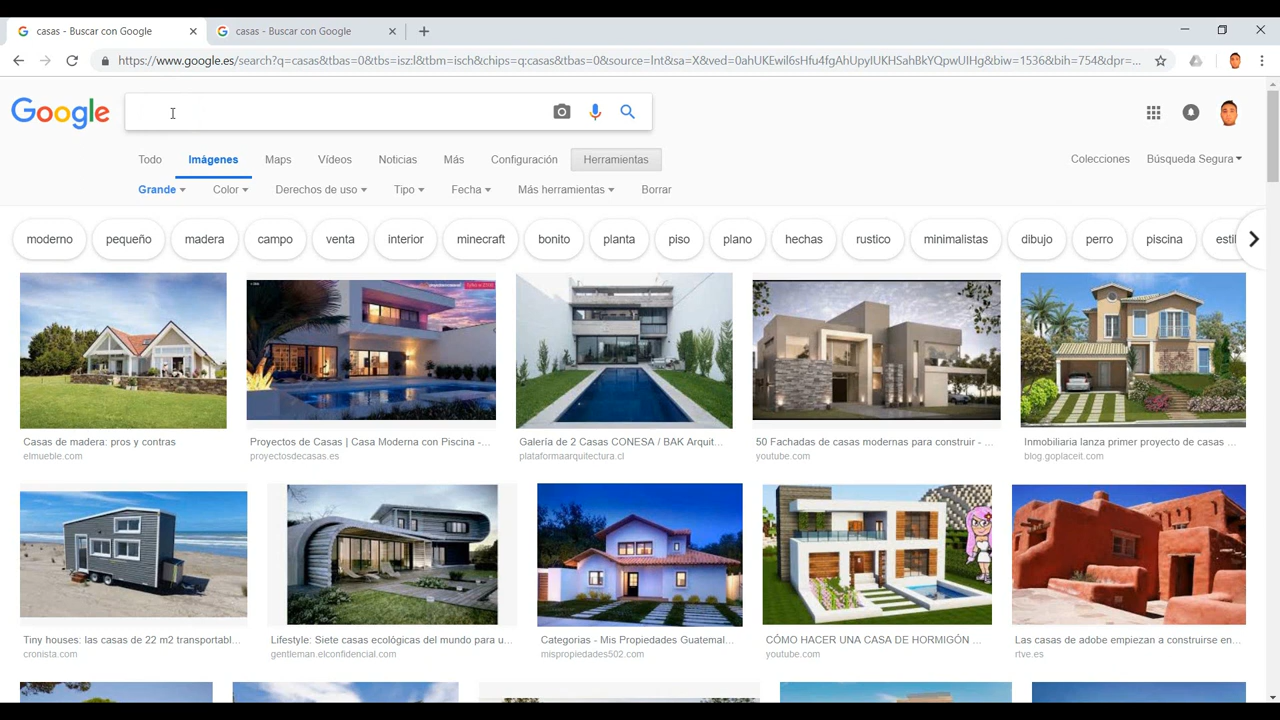 casas - Buscar con Google
casas - Buscar con Google
https://www.google.es/search?q=casas&tbas=0&tbs=isz:l&tbm=isch&chips=q:casas&tbas=0&source=lnt&sa=X&ved=0ahUKEwil6sHfu4fgAhUpyIUKHSahBkYQpwUIHg&biw=1536&bih=754&dpr=...
Google
Todo Imágenes Maps Vídeos Noticias Más Configuración Herramientas Colecciones Búsqueda Segura
Grande Color Derechos de uso Tipo Fecha Más herramientas Borrar
moderno pequeño madera campo venta interior minecraft bonito planta piso plano hechas rustico minimalistas dibujo perro piscina estil
Casas de madera: pros y contras
elmueble.com
Proyectos de Casas | Casa Moderna con Piscina -...
proyectosdecasas.es
Galería de 2 Casas CONESA / BAK Arquit...
plataformaarquitectura.cl
50 Fachadas de casas modernas para construir - ...
youtube.com
Inmobiliaria lanza primer proyecto de casas ...
blog.goplaceit.com
Tiny houses: las casas de 22 m2 transportabl...
cronista.com
Lifestyle: Siete casas ecológicas del mundo para u...
gentleman.elconfidencial.com
Categorias - Mis Propiedades Guatemal...
mispropiedades502.com
CÓMO HACER UNA CASA DE HORMIGÓN ...
youtube.com
Las casas de adobe empiezan a construirse en...
rtve.es